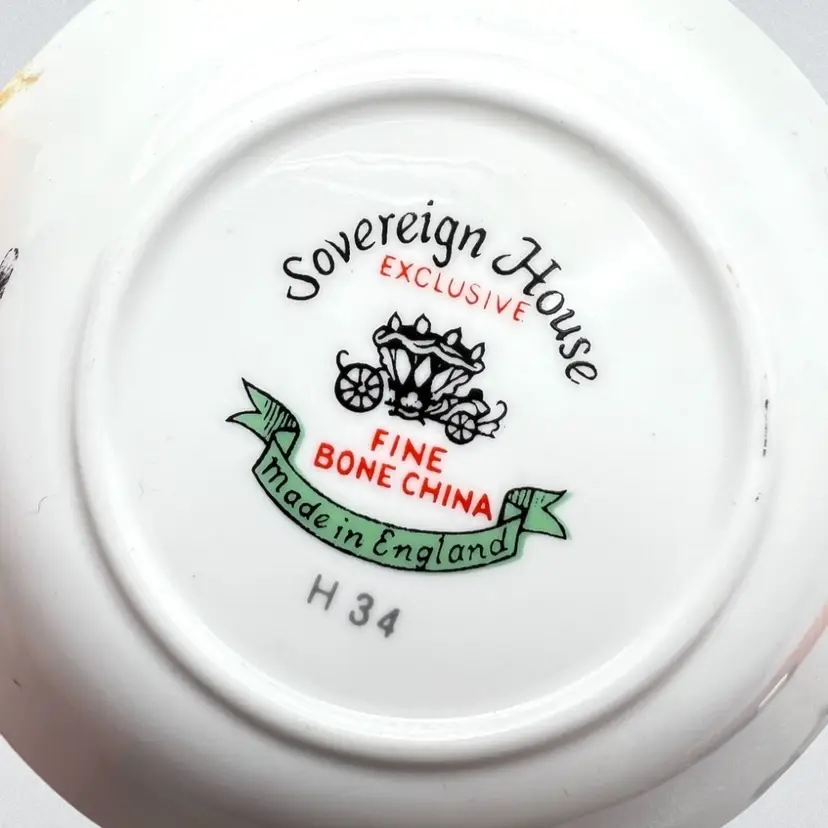 Sovereign House
EXCLUSIVE
FINE
BONE CHINA
Made in England
H 34